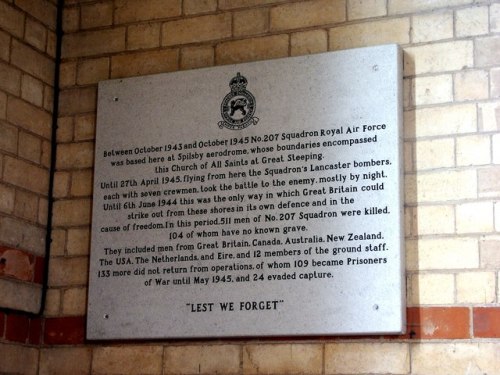 Between October 1943 and October 1945 No.207 Squadron Royal Air Force
was based here at Spilsby aerodrome, whose boundaries encompassed
this Church of All Saints at Great Steeping.
Until 27th April 1945, flying from here, the Squadron's Lancaster bombers,
each with seven crewmen, took the battle to the enemy, mostly by night.
Until 6th June 1944 this was the only way in which Great Britain could
strike out from these shores in its own defence and in the
cause of freedom. In this period, 511 men of No.207 Squadron were killed,
104 of whom have no known grave.
They included men from Great Britain, Canada, Australia, New Zealand,
The USA, The Netherlands, and Eire, and 12 members of the ground staff.
133 more did not return from operations, of whom 109 became Prisoners
of War until May 1945, and 24 evaded capture.
"LEST WE FORGET"